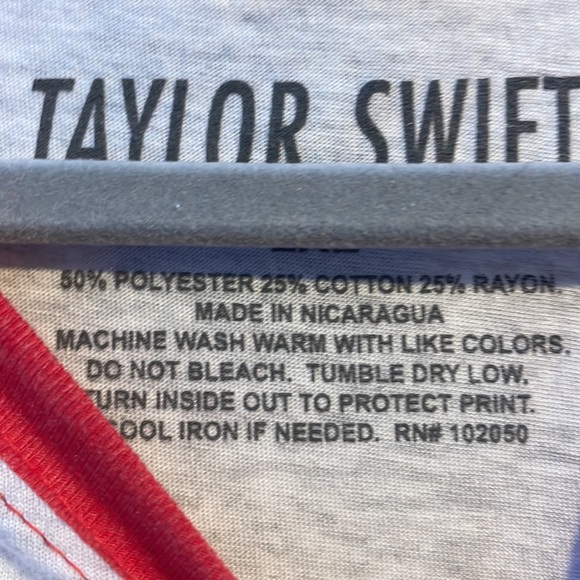 TAYLOR SWIFT
50% POLYESTER 25% COTTON 25% RAYON.
MADE IN NICARAGUA
MACHINE WASH WARM WITH LIKE COLORS.
DO NOT BLEACH. TUMBLE DRY LOW.
TURN INSIDE OUT TO PROTECT PRINT.
COOL IRON IF NEEDED. RN# 102050